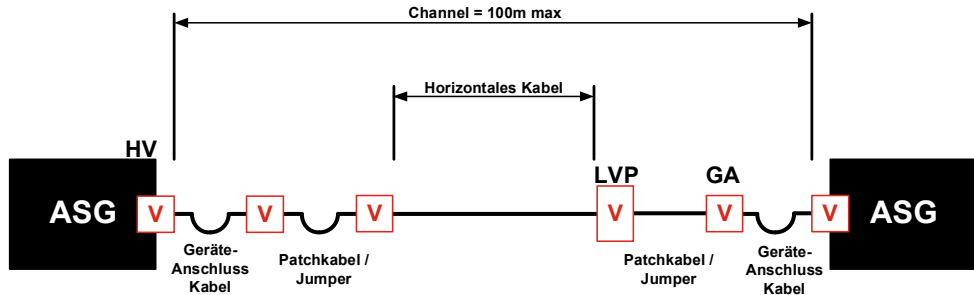 Channel = 100m max
Horizontales Kabel
HV
LVP
GA
ASG
V
V
V
V
V
V
ASG
Geräte-
Anschluss
Kabel
Patchkabel /
Jumper
Patchkabel /
Jumper
Geräte-
Anschluss
Kabel